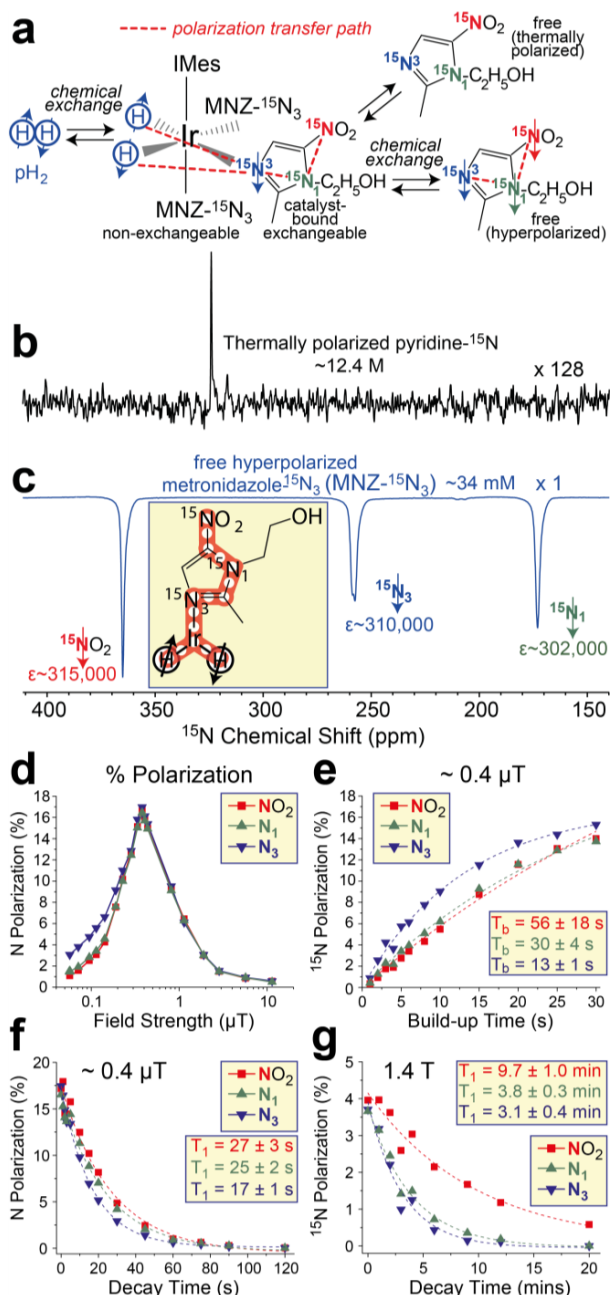 a
polarization transfer path
IMes
chemical
exchange
H
H
H H
pH2
Ir
MNZ-15N3
MNZ-15N3
non-exchangeable
15NO2
15N3
15N1
C2H5OH
catalyst-
bound
exchangeable
15NO2
15N3
15N1
C2H5OH
free
(thermally
polarized)
chemical
exchange
15NO2
15N3
15N1
C2H5OH
free
(hyperpolarized)
b
Thermally polarized pyridine-15N
~12.4 M
x 128
c
free hyperpolarized
metronidazole15N3 (MNZ-15N3) ~34 mM x 1
15NO2
OH
15N1
15N3
Ir
H H
15NO2
ε~315,000
15N3
ε~310,000
15N1
ε~302,000
410 360 310 260 210 160
15N Chemical Shift (ppm)
d
% Polarization
NO2
N1
N3
18
16
14
12
10
8
6
4
2
0
N Polarization (%)
0.1 1 10
Field Strength (µT)
e
~ 0.4 µT
NO2
N1
N3
Tb = 56 ± 18 s
Tb = 30 ± 4 s
Tb = 13 ± 1 s
18
16
14
12
10
8
6
4
2
0
15N Polarization (%)
0 5 10 15 20 25 30
Build-up Time (s)
f
~ 0.4 µT
NO2
N1
N3
T1 = 27 ± 3 s
T1 = 25 ± 2 s
T1 = 17 ± 1 s
20
15
10
5
0
N Polarization (%)
0 20 40 60 80 100 120
Decay Time (s)
g
1.4 T
T1 = 9.7 ± 1.0 min
T1 = 3.8 ± 0.3 min
T1 = 3.1 ± 0.4 min
NO2
N1
N3
5
4
3
2
1
0
15N Polarization (%)
0 5 10 15 20
Decay Time (mins)